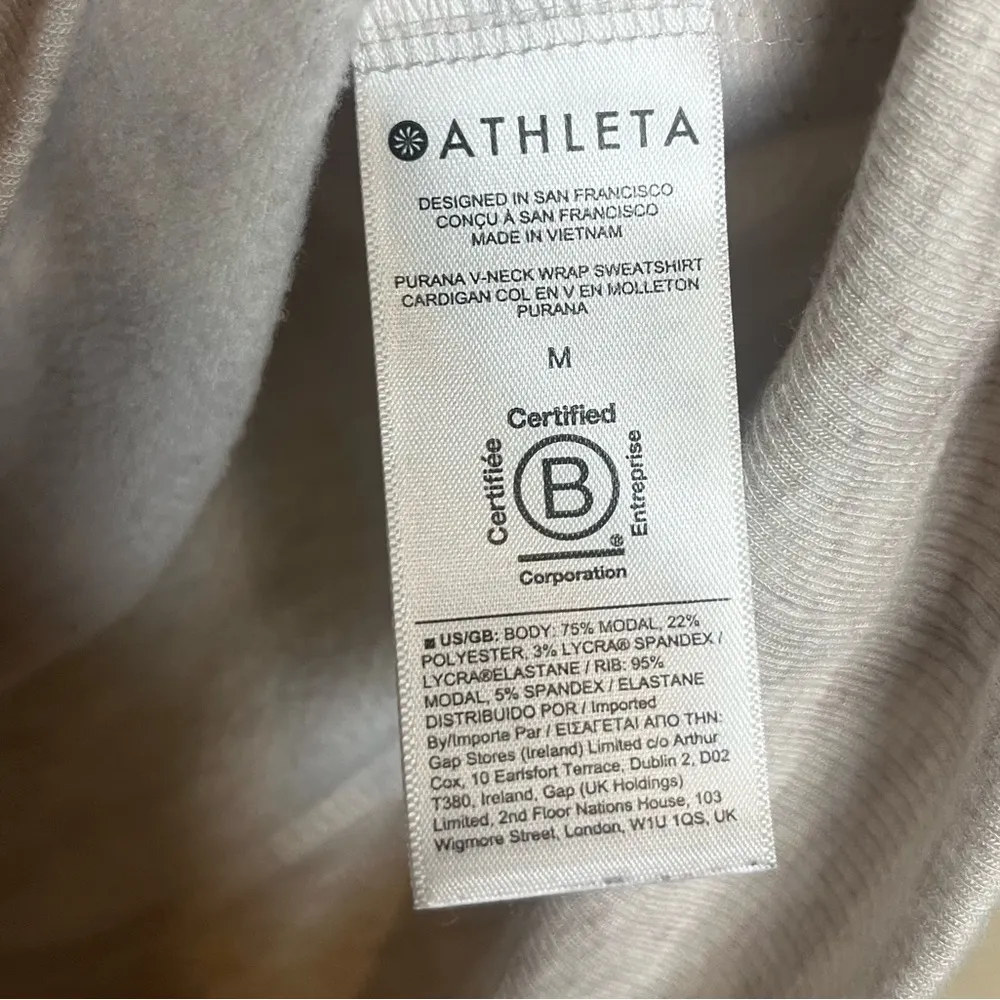 ATHLETA
DESIGNED IN SAN FRANCISCO
CONÇU À SAN FRANCISCO
MADE IN VIETNAM
PURANA V-NECK WRAP SWEATSHIRT
CARDIGAN COL EN V EN MOLLETON
PURANA
M
Certified
Certifiée
B
Entreprise
®
Corporation
US/GB: BODY: 75% MODAL, 22%
POLYESTER, 3% LYCRA® SPANDEX /
LYCRA®ELASTANE / RIB: 95%
MODAL, 5% SPANDEX / ELASTANE
DISTRIBUIDO POR / Imported
By/Importe Par / ΕΙΣΑΓΕΤΑΙ ΑΠΟ ΤΗΝ:
Gap Stores (Ireland) Limited c/o Arthur
Cox, 10 Earlsfort Terrace, Dublin 2, D02
T380, Ireland, Gap (UK Holdings)
Limited, 2nd Floor Nations House, 103
Wigmore Street, London, W1U 1QS, UK